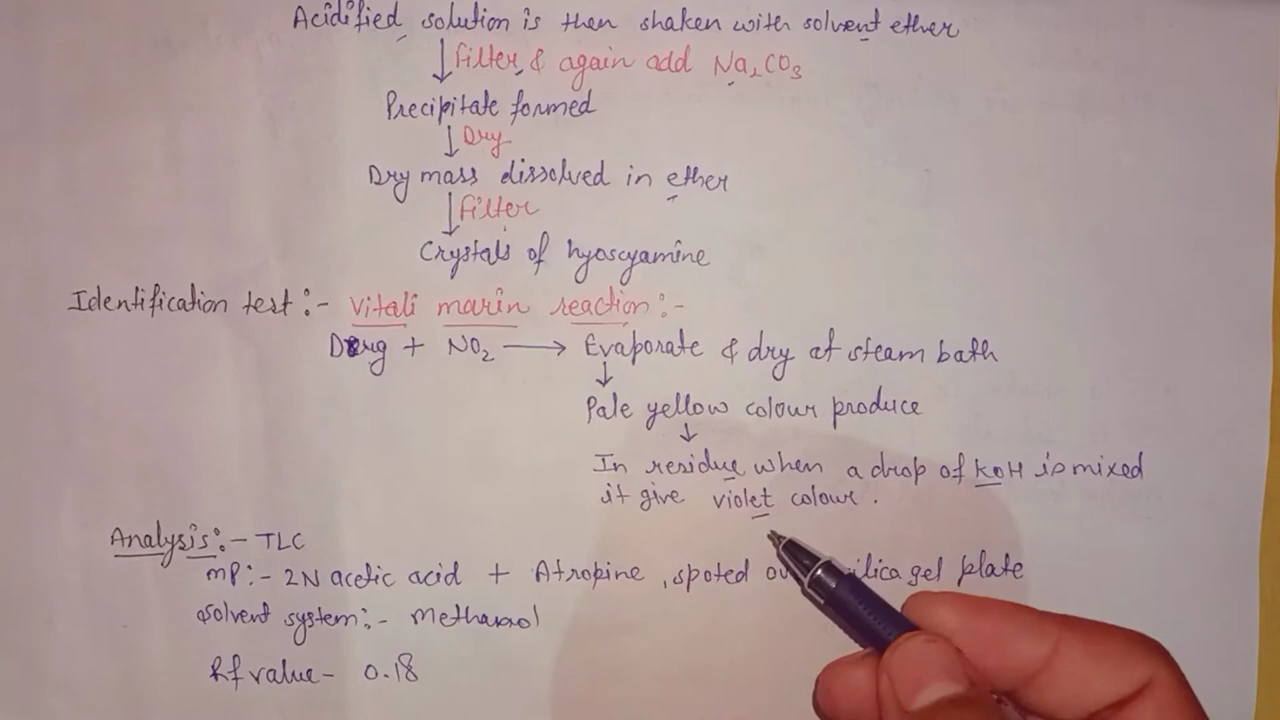 Acidified solution is then shaken with solvent ether
↓ filter & again add Na₂CO₃
Precipitate formed
↓ Dry
Dry mass dissolved in ether
↓ filter
Crystals of hyoscyamine
Identification test :- Vitali marin reaction :-
Drug + NO₂ → Evaporate & dry at steam bath
↓
Pale yellow colour produce
↓
In residue when a drop of KOH is mixed
it give violet colour.
Analysis :- TLC
mp :- 2N acetic acid + Atropine , spoted gel plate
solvent system :- Methanol
Rf value - 0.18